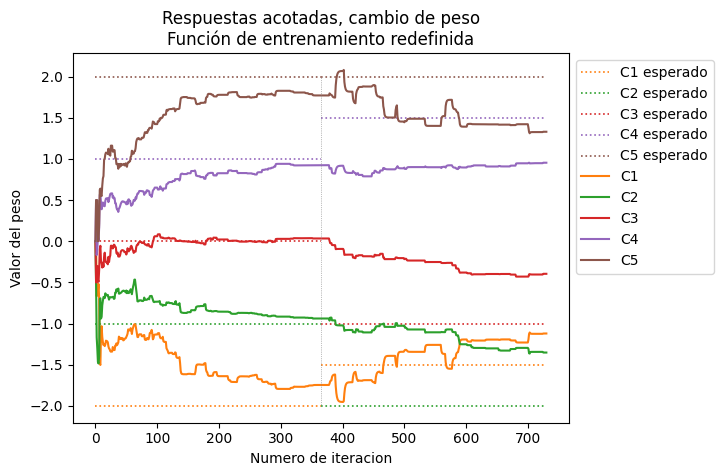 Respuestas acotadas, cambio de peso
Función de entrenamiento redefinida
Valor del peso
2.0
1.5
1.0
0.5
0.0
−0.5
−1.0
−1.5
−2.0
0
100
200
300
400
500
600
700
Numero de iteracion
C1 esperado
C2 esperado
C3 esperado
C4 esperado
C5 esperado
C1
C2
C3
C4
C5